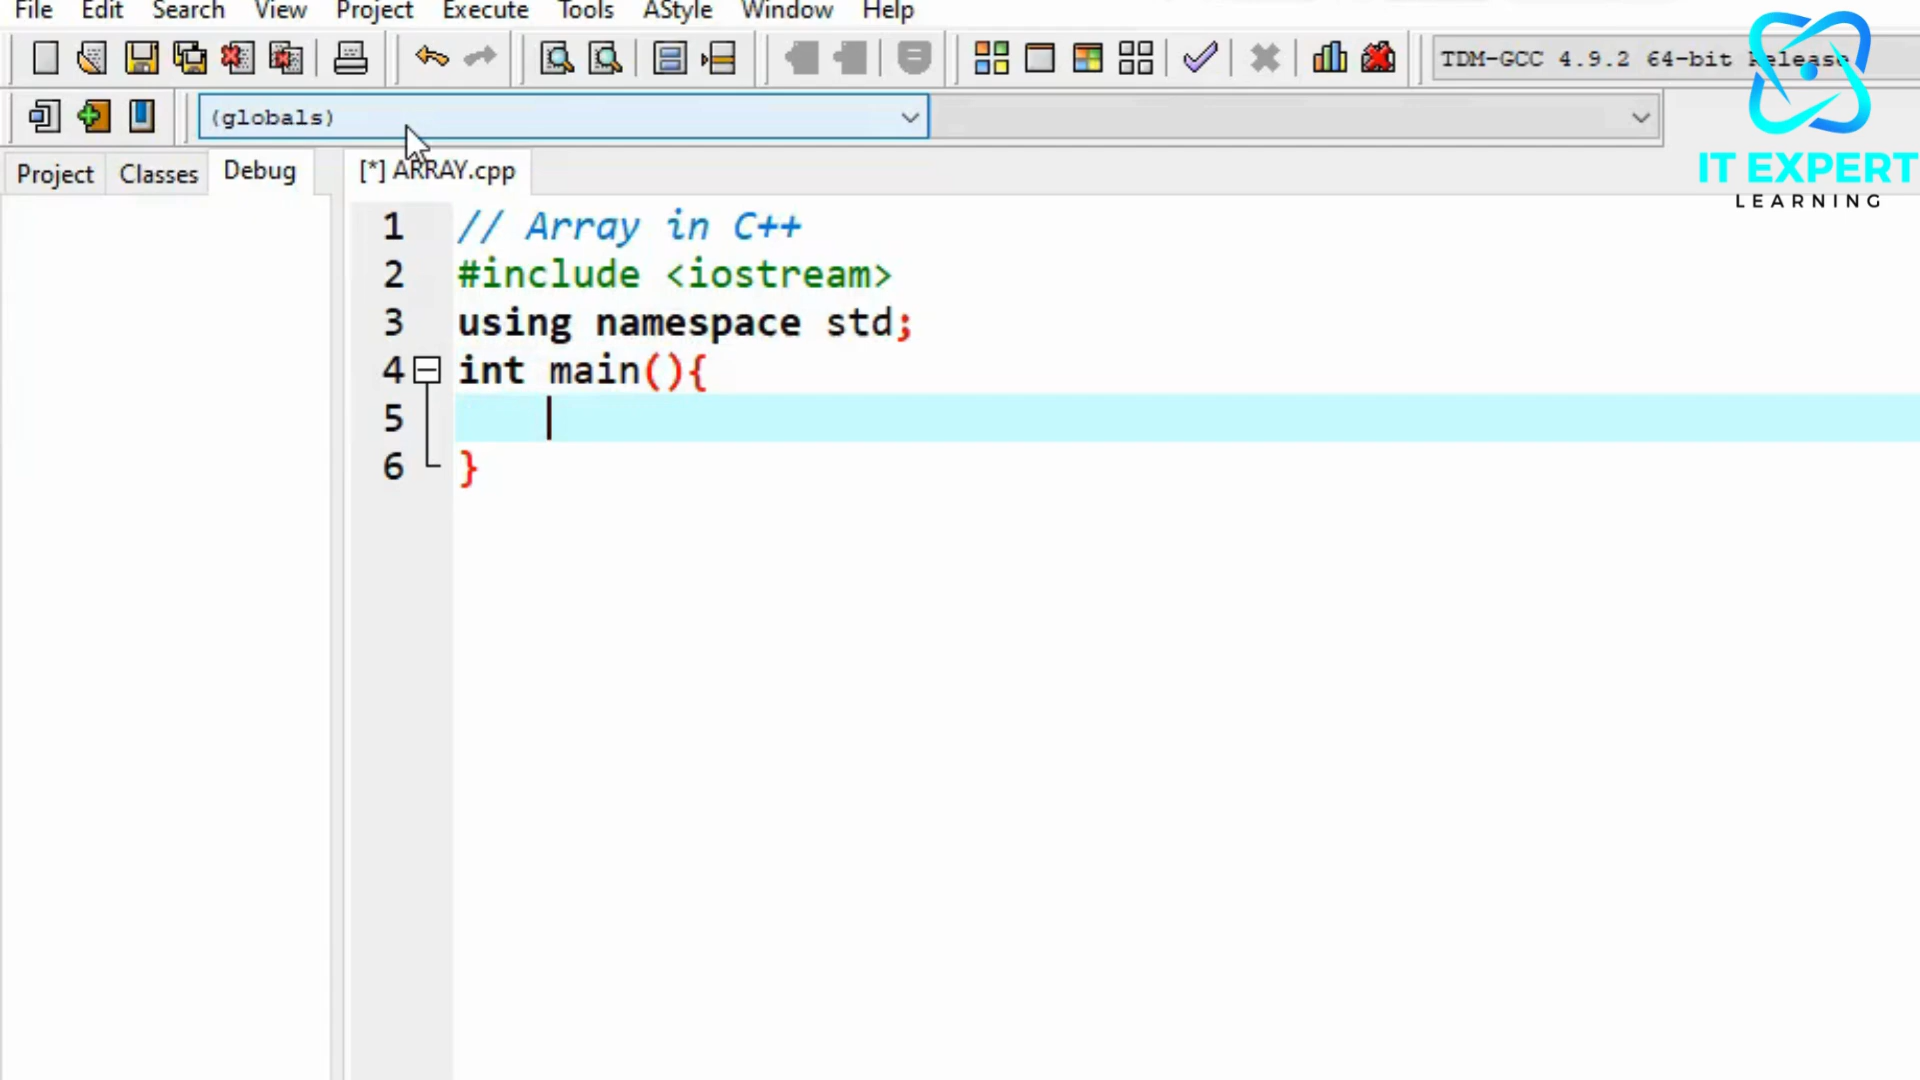 File Edit Search View Project Execute Tools AStyle Window Help
TDM-GCC 4.9.2 64-bit Release
(globals)
IT EXPERT
LEARNING
Project Classes Debug [*] ARRAY.cpp
1 // Array in C++
2 #include <iostream>
3 using namespace std;
4 int main(){
5
6 }